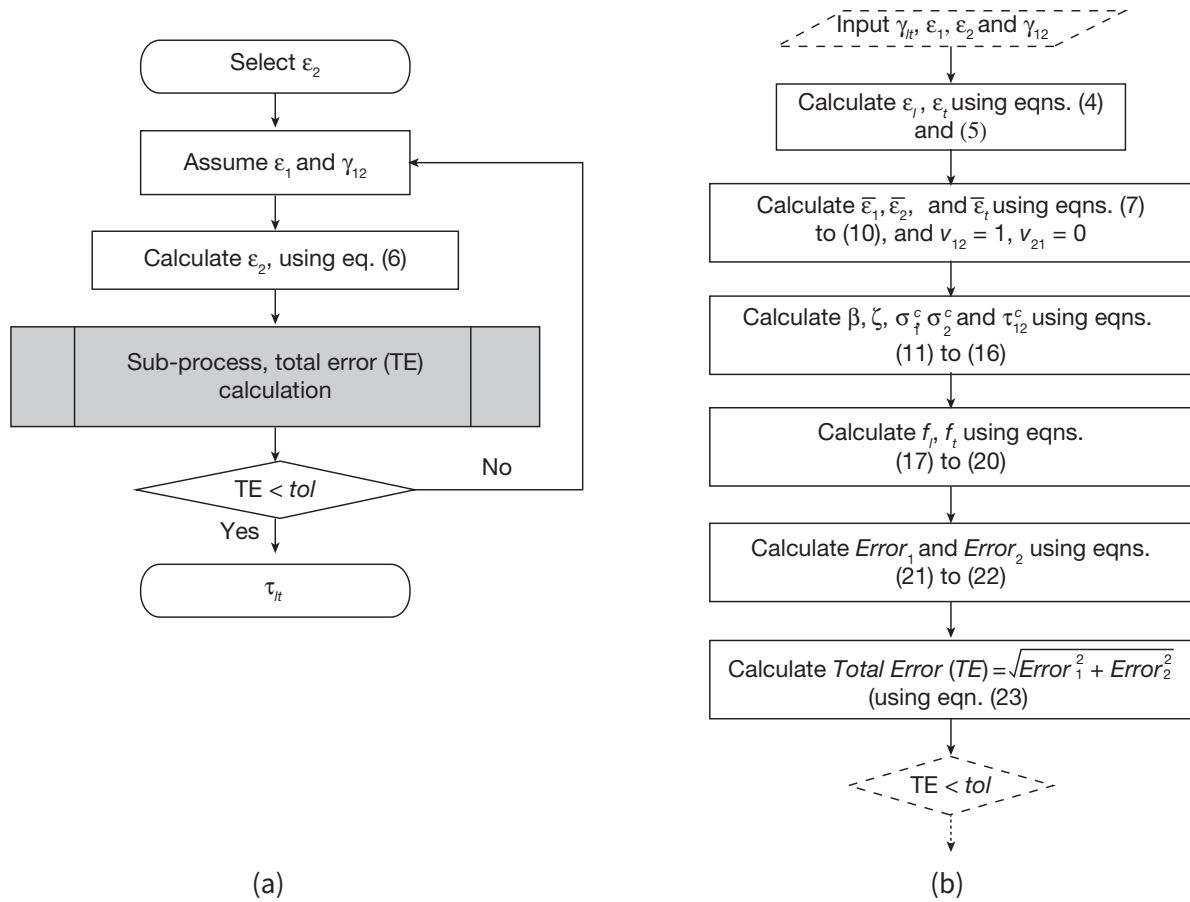 Select ε₂
Assume ε₁ and γ₁₂
Calculate ε₂, using eq. (6)
Sub-process, total error (TE)
calculation
TE < tol
No
Yes
τₗₜ
(a)
Input γₗₜ, ε₁, ε₂ and γ₁₂
Calculate εₗ, εₜ using eqns. (4)
and (5)
Calculate ε̅₁, ε̅₂, and ε̅ₜ using eqns. (7)
to (10), and ν₁₂ = 1, ν₂₁ = 0
Calculate β, ζ, σ₁ᶜ, σ₂ᶜ and τ₁₂ᶜ using eqns.
(11) to (16)
Calculate fₗ, fₜ using eqns.
(17) to (20)
Calculate Error₁ and Error₂ using eqns.
(21) to (22)
Calculate Total Error (TE) = √Error₁² + Error₂²
(using eqn. (23)
TE < tol
(b)